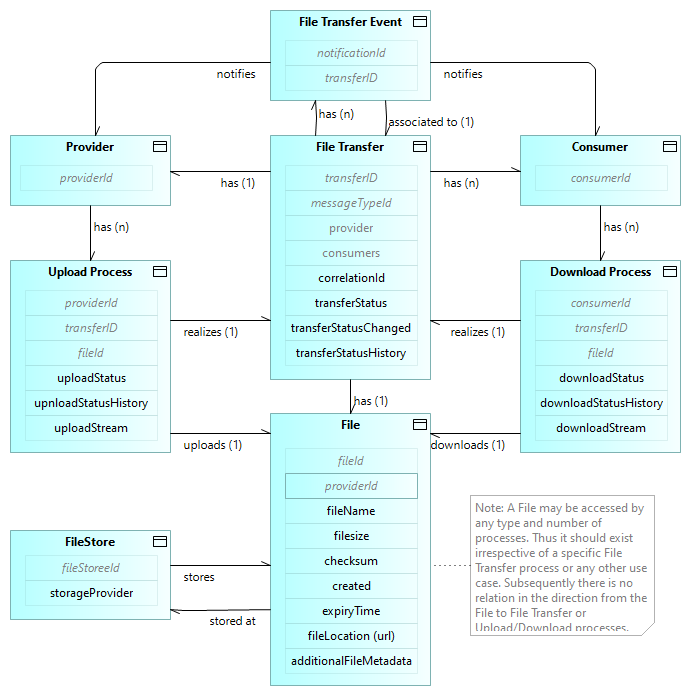 File Transfer Event
notificationId
transferID
notifies
notifies
has (n)
associated to (1)
Provider
providerId
File Transfer
transferID
messageTypeId
provider
consumers
correlationId
transferStatus
transferStatusChanged
transferStatusHistory
Consumer
consumerId
has (1)
has (n)
has (n)
has (n)
Upload Process
providerId
transferID
fileId
uploadStatus
upnloadStatusHistory
uploadStream
Download Process
consumerId
transferID
fileId
downloadStatus
downloadStatusHistory
downloadStream
realizes (1)
realizes (1)
has (1)
uploads (1)
downloads (1)
File
fileId
providerId
fileName
filesize
checksum
created
expiryTime
fileLocation (url)
additionalFileMetadata
FileStore
fileStoreeId
storageProvider
stores
stored at
Note: A File may be accessed by
any type and number of
processes. Thus it should exist
irrespective of a specific File
Transfer process or any other use
case. Subsequently there is no
relation in the direction from the
File to File Transfer or
Upload/Download processes.